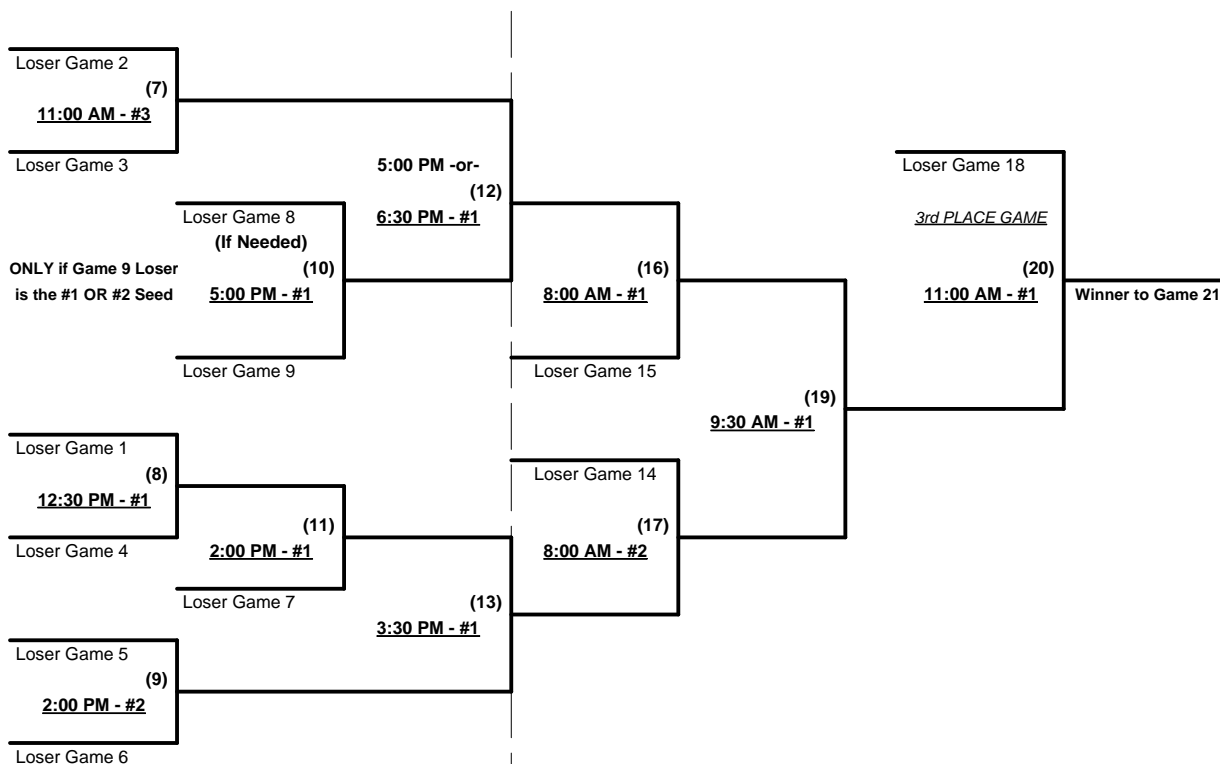 Loser Game 2
(7)
11:00 AM - #3
Loser Game 3
5:00 PM -or-
(12)
6:30 PM - #1
Loser Game 18
3rd PLACE GAME
(20)
11:00 AM - #1
Winner to Game 21
Loser Game 8
(If Needed)
ONLY if Game 9 Loser
is the #1 OR #2 Seed
(10)
5:00 PM - #1
Loser Game 9
(16)
8:00 AM - #1
Loser Game 15
(19)
9:30 AM - #1
Loser Game 1
(8)
12:30 PM - #1
Loser Game 4
(11)
2:00 PM - #1
Loser Game 7
Loser Game 14
(17)
8:00 AM - #2
(13)
3:30 PM - #1
Loser Game 5
(9)
2:00 PM - #2
Loser Game 6